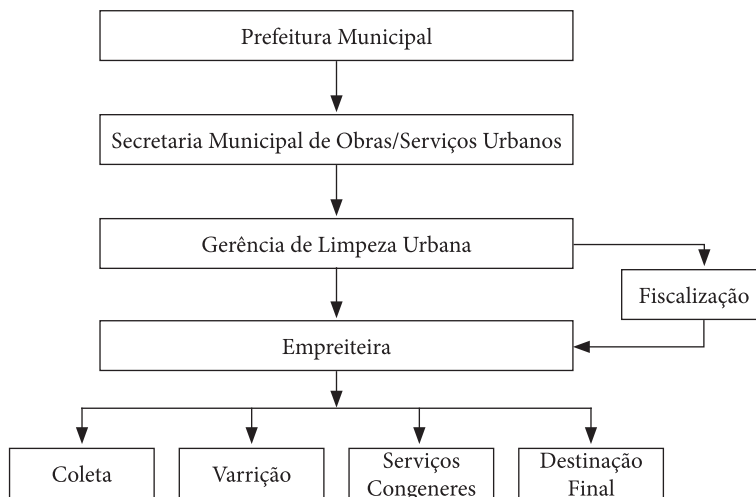 Prefeitura Municipal
Secretaria Municipal de Obras/Serviços Urbanos
Gerência de Limpeza Urbana
Fiscalização
Empreiteira
Coleta
Varrição
Serviços
Congeneres
Destinação
Final